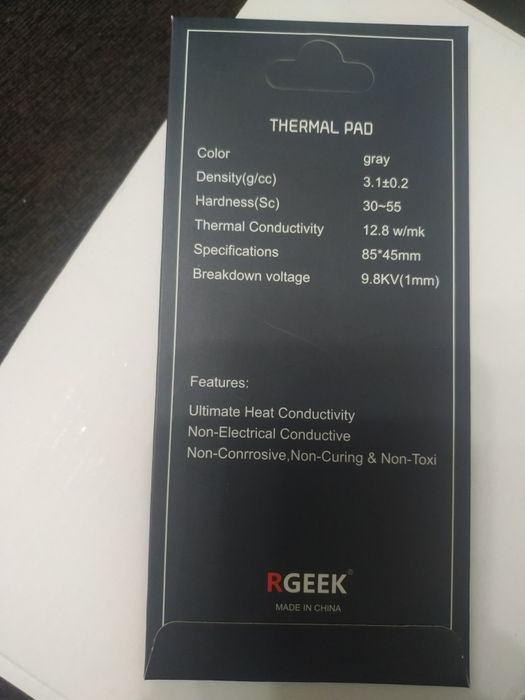 THERMAL PAD
Color gray
Density(g/cc) 3.1±0.2
Hardness(Sc) 30~55
Thermal Conductivity 12.8 w/mk
Specifications 85*45mm
Breakdown voltage 9.8KV(1mm)
Features:
Ultimate Heat Conductivity
Non-Electrical Conductive
Non-Conrrosive,Non-Curing & Non-Toxi
RGEEK®
MADE IN CHINA